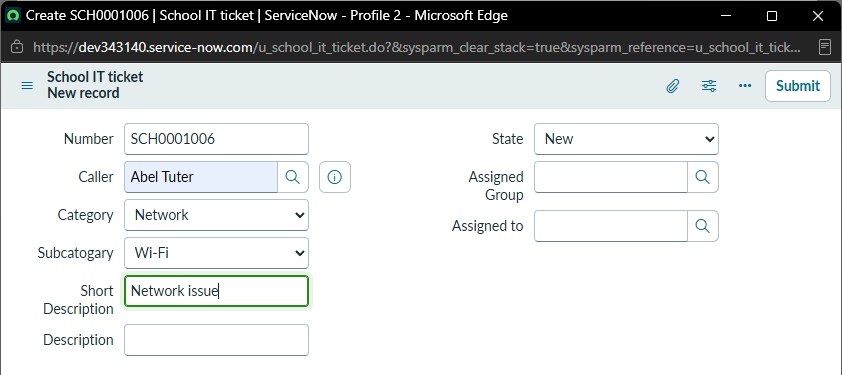 Create SCH0001006 | School IT ticket | ServiceNow - Profile 2 - Microsoft Edge
https://dev343140.service-now.com/u_school_it_ticket.do?&sysparm_clear_stack=true&sysparm_reference=u_school_it_tick...
School IT ticket
New record
Submit
Number SCH0001006
State New
Caller Abel Tuter
Assigned
Group
Category Network
Assigned to
Subcatogary Wi-Fi
Short
Description Network issue
Description